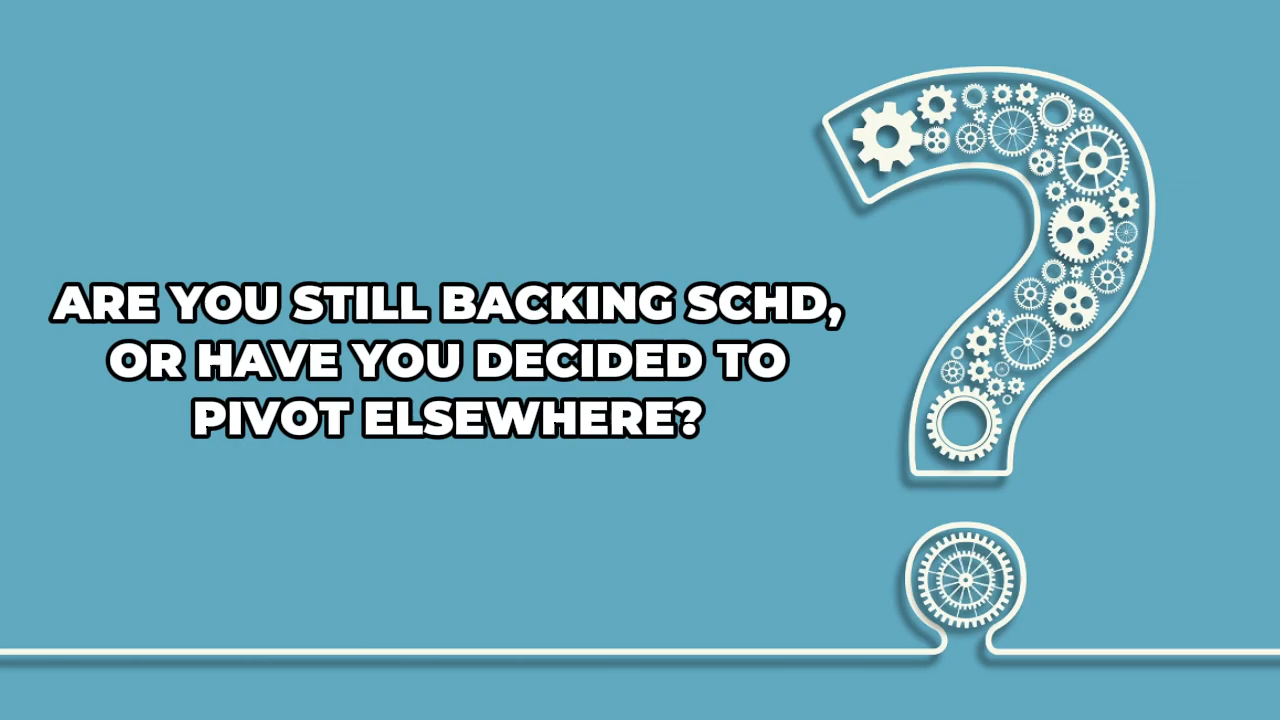 ARE YOU STILL BACKING SCHD,
OR HAVE YOU DECIDED TO
PIVOT ELSEWHERE?